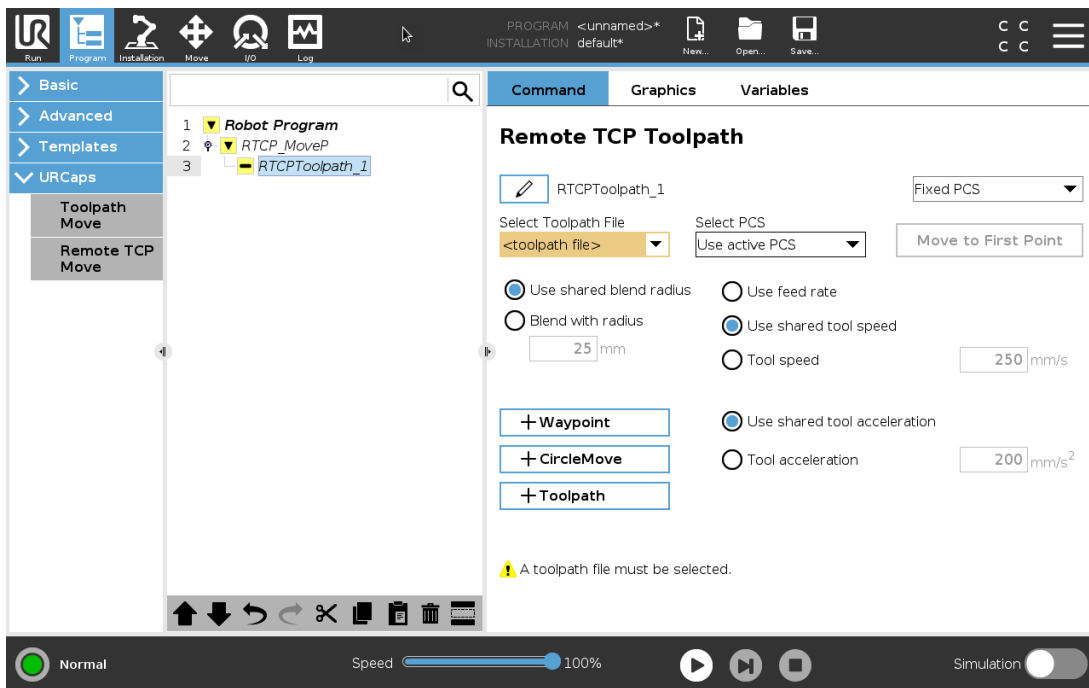 UR
Run
Program
Installation
Move
I/O
Log
PROGRAM <unnamed>*
INSTALLATION default*
New...
Open...
Save...
C C
C C
Basic
Advanced
Templates
URCaps
Toolpath
Move
Remote TCP
Move
1 Robot Program
2 RTCP_MoveP
3 RTCPToolpath_1
Command Graphics Variables
Remote TCP Toolpath
RTCPToolpath_1 Fixed PCS
Select Toolpath File Select PCS
<toolpath file> Use active PCS Move to First Point
Use shared blend radius Use feed rate
Blend with radius Use shared tool speed
25 mm Tool speed 250 mm/s
+Waypoint Use shared tool acceleration
+CircleMove Tool acceleration 200 mm/s²
+Toolpath
A toolpath file must be selected.
Normal Speed 100% Simulation